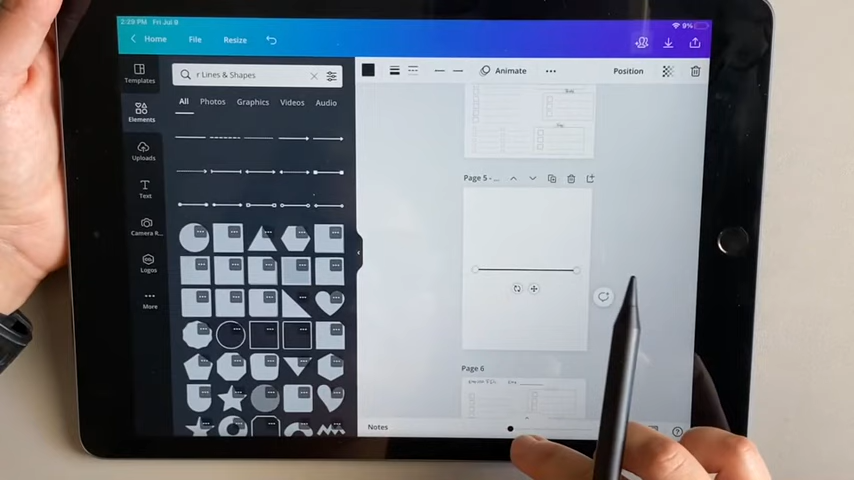 2:29 PM Fri Jul 8
9%
Home File Resize
r Lines & Shapes
Animate
Position
Templates
Elements
Uploads
Text
Camera R...
Logos
More
All Photos Graphics Videos Audio
Page 5 - ...
Page 6
Notes